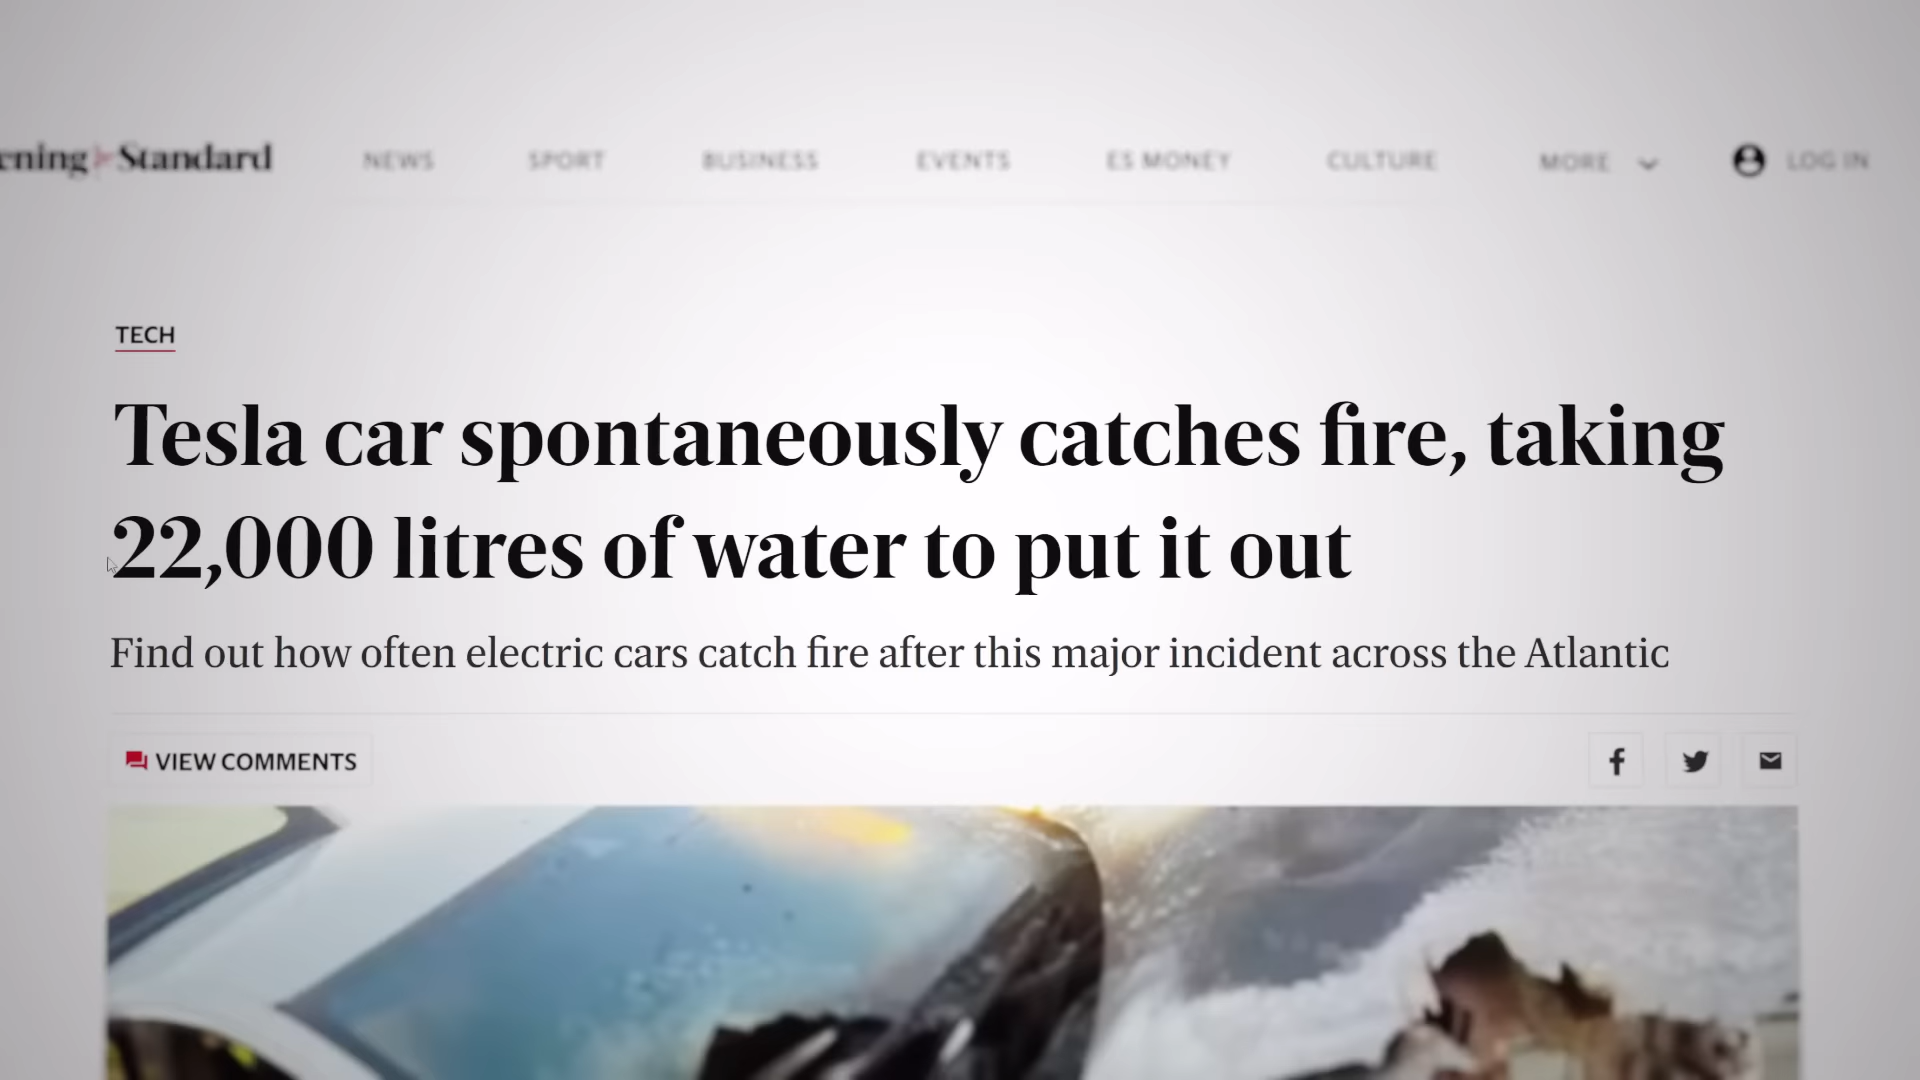 ening Standard
NEWS SPORT BUSINESS EVENTS ES MONEY CULTURE MORE LOG IN
TECH
Tesla car spontaneously catches fire, taking
22,000 litres of water to put it out
Find out how often electric cars catch fire after this major incident across the Atlantic
VIEW COMMENTS